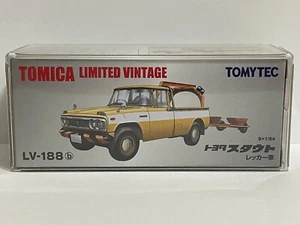 TOMICA LIMITED VINTAGE
TOMYTEC
LV-188 b
S=1/64
トヨタ スタウト
レッカー車